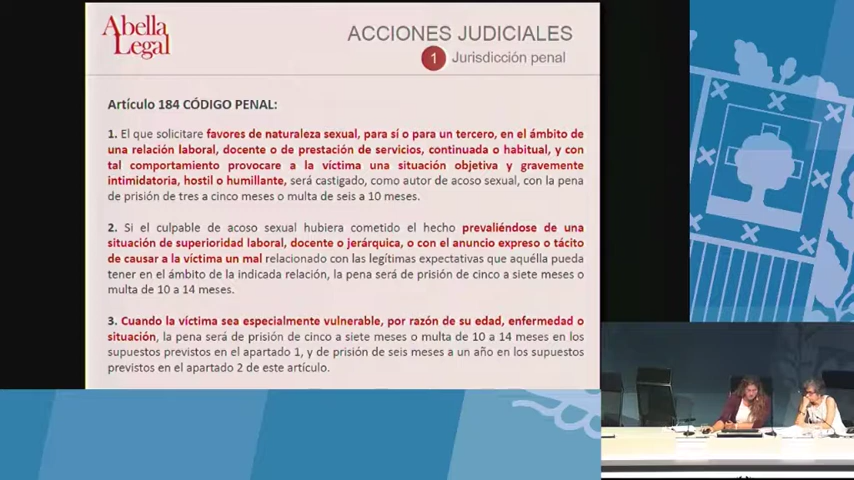 Abella
Legal
ACCIONES JUDICIALES
1 Jurisdicción penal
Artículo 184 CÓDIGO PENAL:
1. El que solicitare favores de naturaleza sexual, para sí o para un tercero, en el ámbito de
una relación laboral, docente o de prestación de servicios, continuada o habitual, y con
tal comportamiento provocare a la víctima una situación objetiva y gravemente
intimidatoria, hostil o humillante, será castigado, como autor de acoso sexual, con la pena
de prisión de tres a cinco meses o multa de seis a 10 meses.
2. Si el culpable de acoso sexual hubiera cometido el hecho prevaliéndose de una
situación de superioridad laboral, docente o jerárquica, o con el anuncio expreso o tácito
de causar a la víctima un mal relacionado con las legítimas expectativas que aquélla pueda
tener en el ámbito de la indicada relación, la pena será de prisión de cinco a siete meses o
multa de 10 a 14 meses.
3. Cuando la víctima sea especialmente vulnerable, por razón de su edad, enfermedad o
situación, la pena será de prisión de cinco a siete meses o multa de 10 a 14 meses en los
supuestos previstos en el apartado 1, y de prisión de seis meses a un año en los supuestos
previstos en el apartado 2 de este artículo.